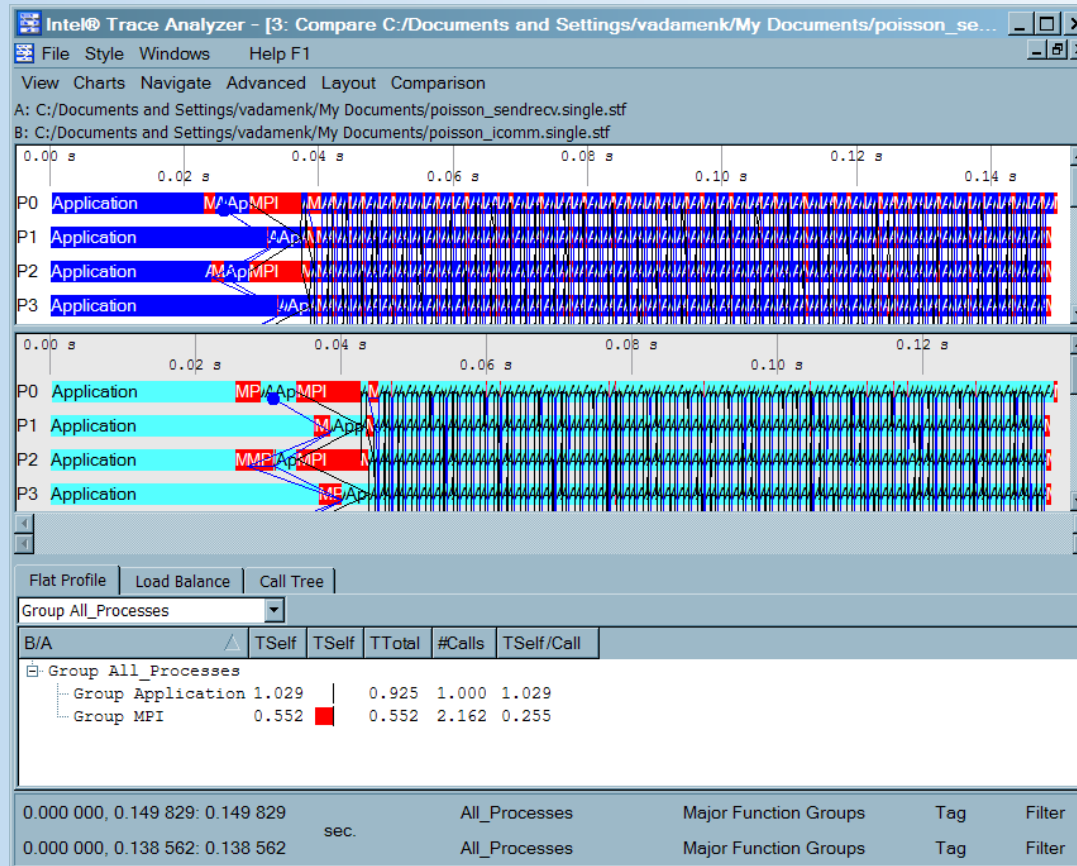 Intel® Trace Analyzer - [3: Compare C:/Documents and Settings/vadamenk/My Documents/poisson_se...
File Style Windows Help F1
View Charts Navigate Advanced Layout Comparison
A: C:/Documents and Settings/vadamenk/My Documents/poisson_sendrecv.single.stf
B: C:/Documents and Settings/vadamenk/My Documents/poisson_icomm.single.stf
0.00 s 0.04 s 0.08 s 0.12 s
0.02 s 0.06 s 0.10 s 0.14 s
P0 Application MPI
P1 Application
P2 Application MPI
P3 Application
0.00 s 0.04 s 0.08 s 0.12 s
0.02 s 0.06 s 0.10 s
P0 Application MPI
P1 Application
P2 Application MPI
P3 Application
Flat Profile Load Balance Call Tree
Group All_Processes
B/A TSelf TSelf TTotal #Calls TSelf/Call
Group All_Processes
Group Application 1.029 0.925 1.000 1.029
Group MPI 0.552 0.552 2.162 0.255
0.000 000, 0.149 829: 0.149 829 All_Processes Major Function Groups Tag Filter
sec.
0.000 000, 0.138 562: 0.138 562 All_Processes Major Function Groups Tag Filter